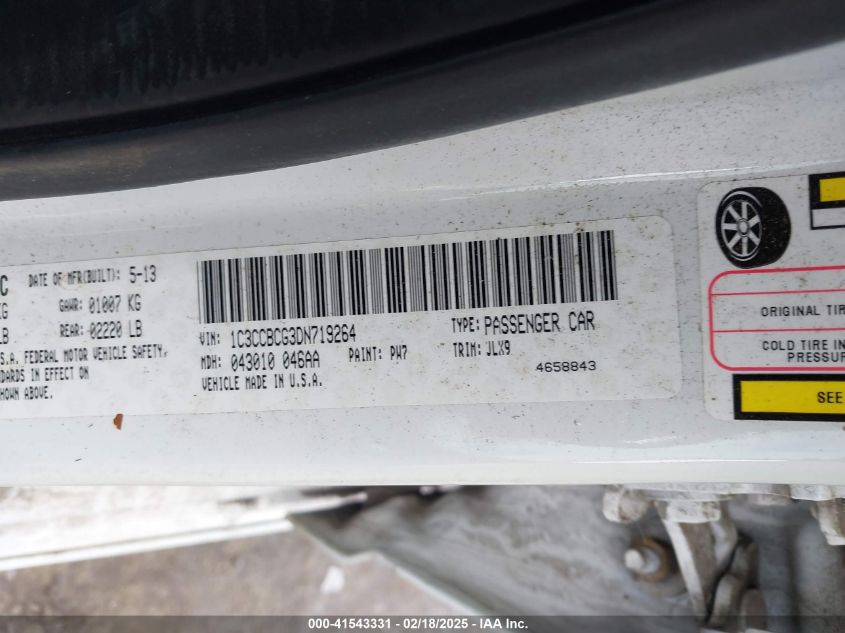 C DATE OF MFR(BUILT): 5-13
KG GAWR: 01007 KG
LB REAR: 02220 LB
S.A. FEDERAL MOTOR VEHICLE SAFETY,
DARDS IN EFFECT ON
HOWN ABOVE.
VIN: 1C3CCBCG3DN719264 TYPE: PASSENGER CAR
MDH: 043010 046AA PAINT: PW7 TRIM: JLX9
VEHICLE MADE IN U.S.A. 4658843
ORIGINAL TIR
COLD TIRE IN
PRESSUR
SEE
000-41543331 - 02/18/2025 - IAA Inc.